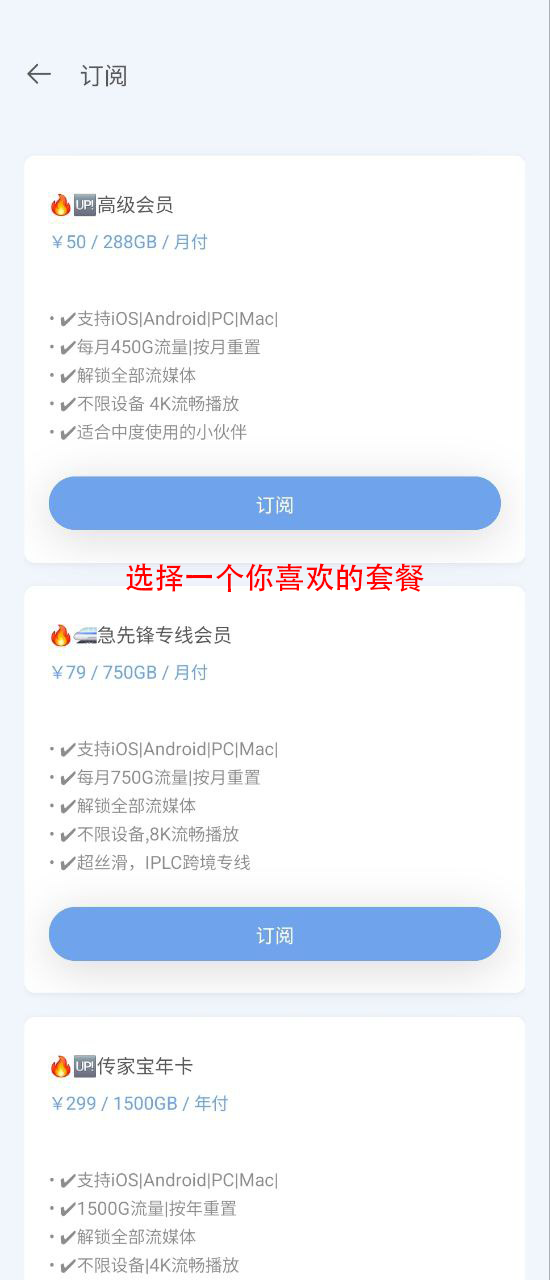 订阅
🔥🆙高级会员
￥50 / 288GB / 月付
• ✔支持iOS|Android|PC|Mac|
• ✔每月450G流量|按月重置
• ✔解锁全部流媒体
• ✔不限设备 4K流畅播放
• ✔适合中度使用的小伙伴
订阅
选择一个你喜欢的套餐
🔥🚅急先锋专线会员
￥79 / 750GB / 月付
• ✔支持iOS|Android|PC|Mac|
• ✔每月750G流量|按月重置
• ✔解锁全部流媒体
• ✔不限设备,8K流畅播放
• ✔超丝滑，IPLC跨境专线
订阅
🔥🆙传家宝年卡
￥299 / 1500GB / 年付
• ✔支持iOS|Android|PC|Mac|
• ✔1500G流量|按年重置
• ✔解锁全部流媒体
• ✔不限设备|4K流畅播放